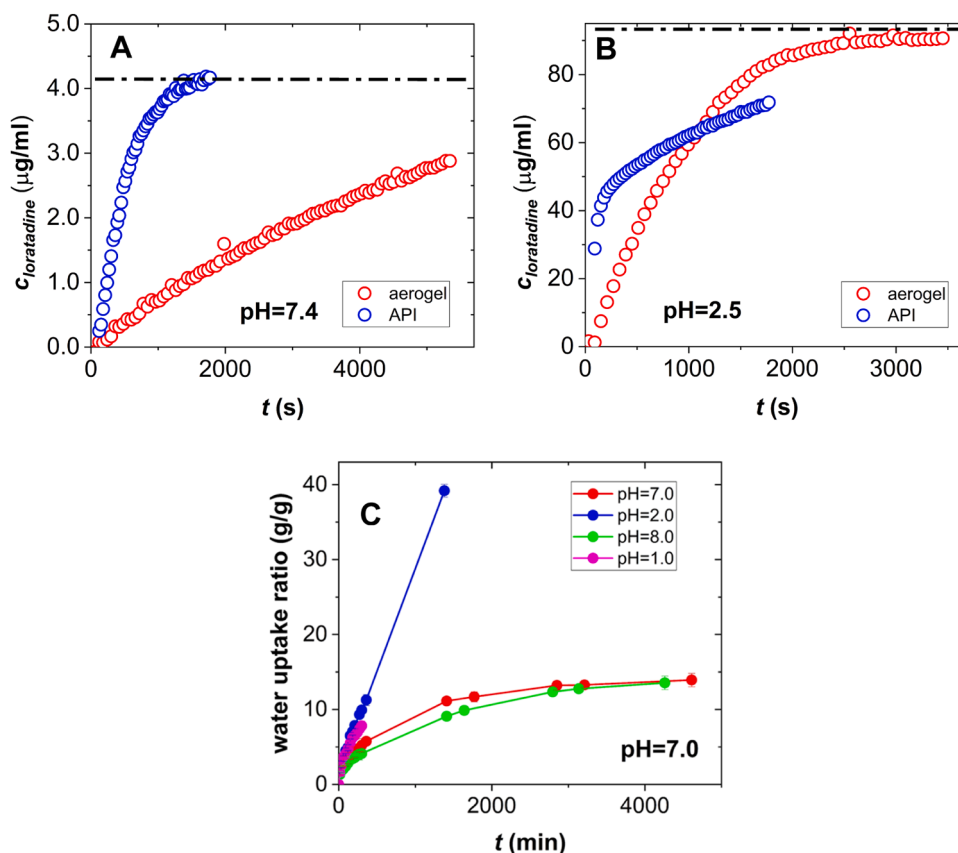 A
5.0
4.0
3.0
2.0
1.0
0.0
c_loratadine (μg/ml)
pH=7.4
aerogel
API
0
2000
4000
t (s)
B
80
60
40
20
0
c_loratadine (μg/ml)
pH=2.5
aerogel
API
0
1000
2000
3000
t (s)
C
40
30
20
10
0
water uptake ratio (g/g)
pH=7.0
pH=2.0
pH=8.0
pH=1.0
pH=7.0
0
2000
4000
t (min)